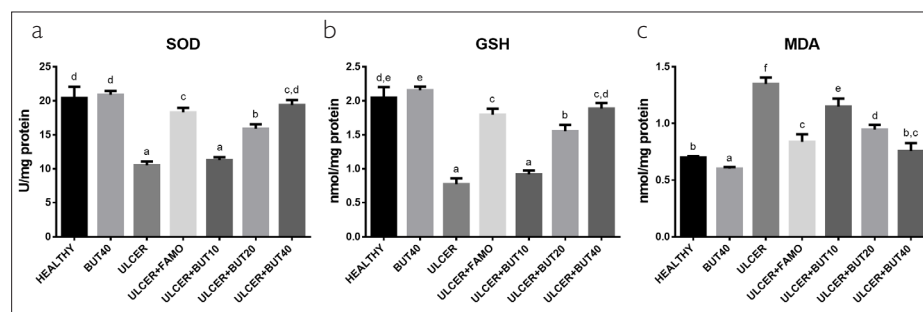 a
SOD
U/mg protein
25
20
15
10
5
0
d
d
a
c
a
b
c,d
HEALTHY
BUT40
ULCER
ULCER+FAMO
ULCER+BUT10
ULCER+BUT20
ULCER+BUT40
b
GSH
nmol/mg protein
2.5
2.0
1.5
1.0
0.5
0.0
d,e
e
a
c
a
b
c,d
HEALTHY
BUT40
ULCER
ULCER+FAMO
ULCER+BUT10
ULCER+BUT20
ULCER+BUT40
c
MDA
nmol/mg protein
1.5
1.0
0.5
0.0
b
a
f
c
e
d
b,c
HEALTHY
BUT40
ULCER
ULCER+FAMO
ULCER+BUT10
ULCER+BUT20
ULCER+BUT40